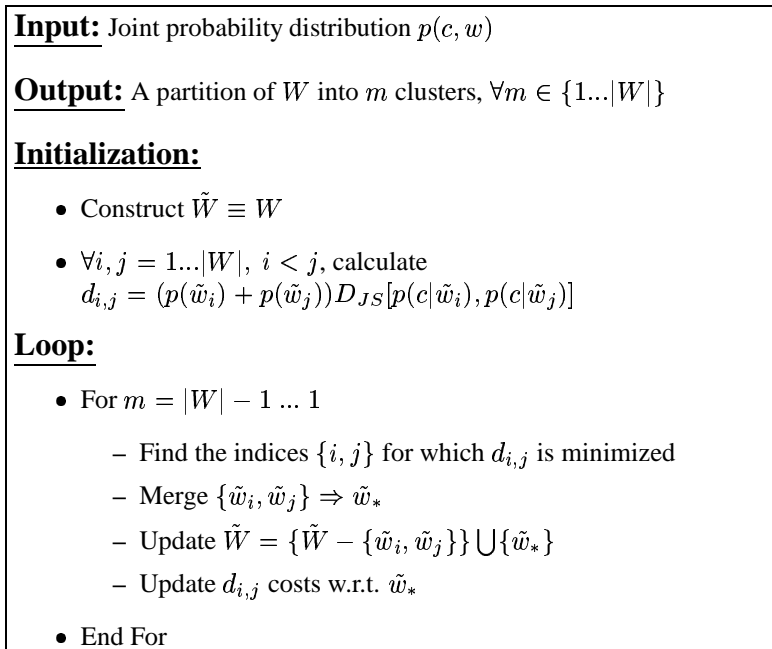 Input: Joint probability distribution p(c, w)
Output: A partition of W into m clusters, ∀m ∈ {1...|W|}
Initialization:
• Construct W̃ ≡ W
• ∀i, j = 1...|W|, i < j, calculate
d_{i,j} = (p(w̃_i) + p(w̃_j))D_{JS}[p(c|w̃_i), p(c|w̃_j)]
Loop:
• For m = |W| − 1 ... 1
– Find the indices {i, j} for which d_{i,j} is minimized
– Merge {w̃_i, w̃_j} ⇒ w̃_*
– Update W̃ = {W̃ − {w̃_i, w̃_j}} ⋃{w̃_*}
– Update d_{i,j} costs w.r.t. w̃_*
• End For